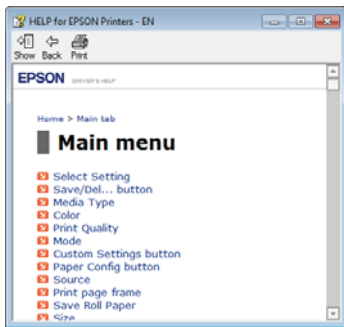 HELP for EPSON Printers - EN
Show Back Print
EPSON DRIVER'S HELP
Home > Main tab
Main menu
Select Setting
Save/Del... button
Media Type
Color
Print Quality
Mode
Custom Settings button
Paper Config button
Source
Print page frame
Save Roll Paper
Size